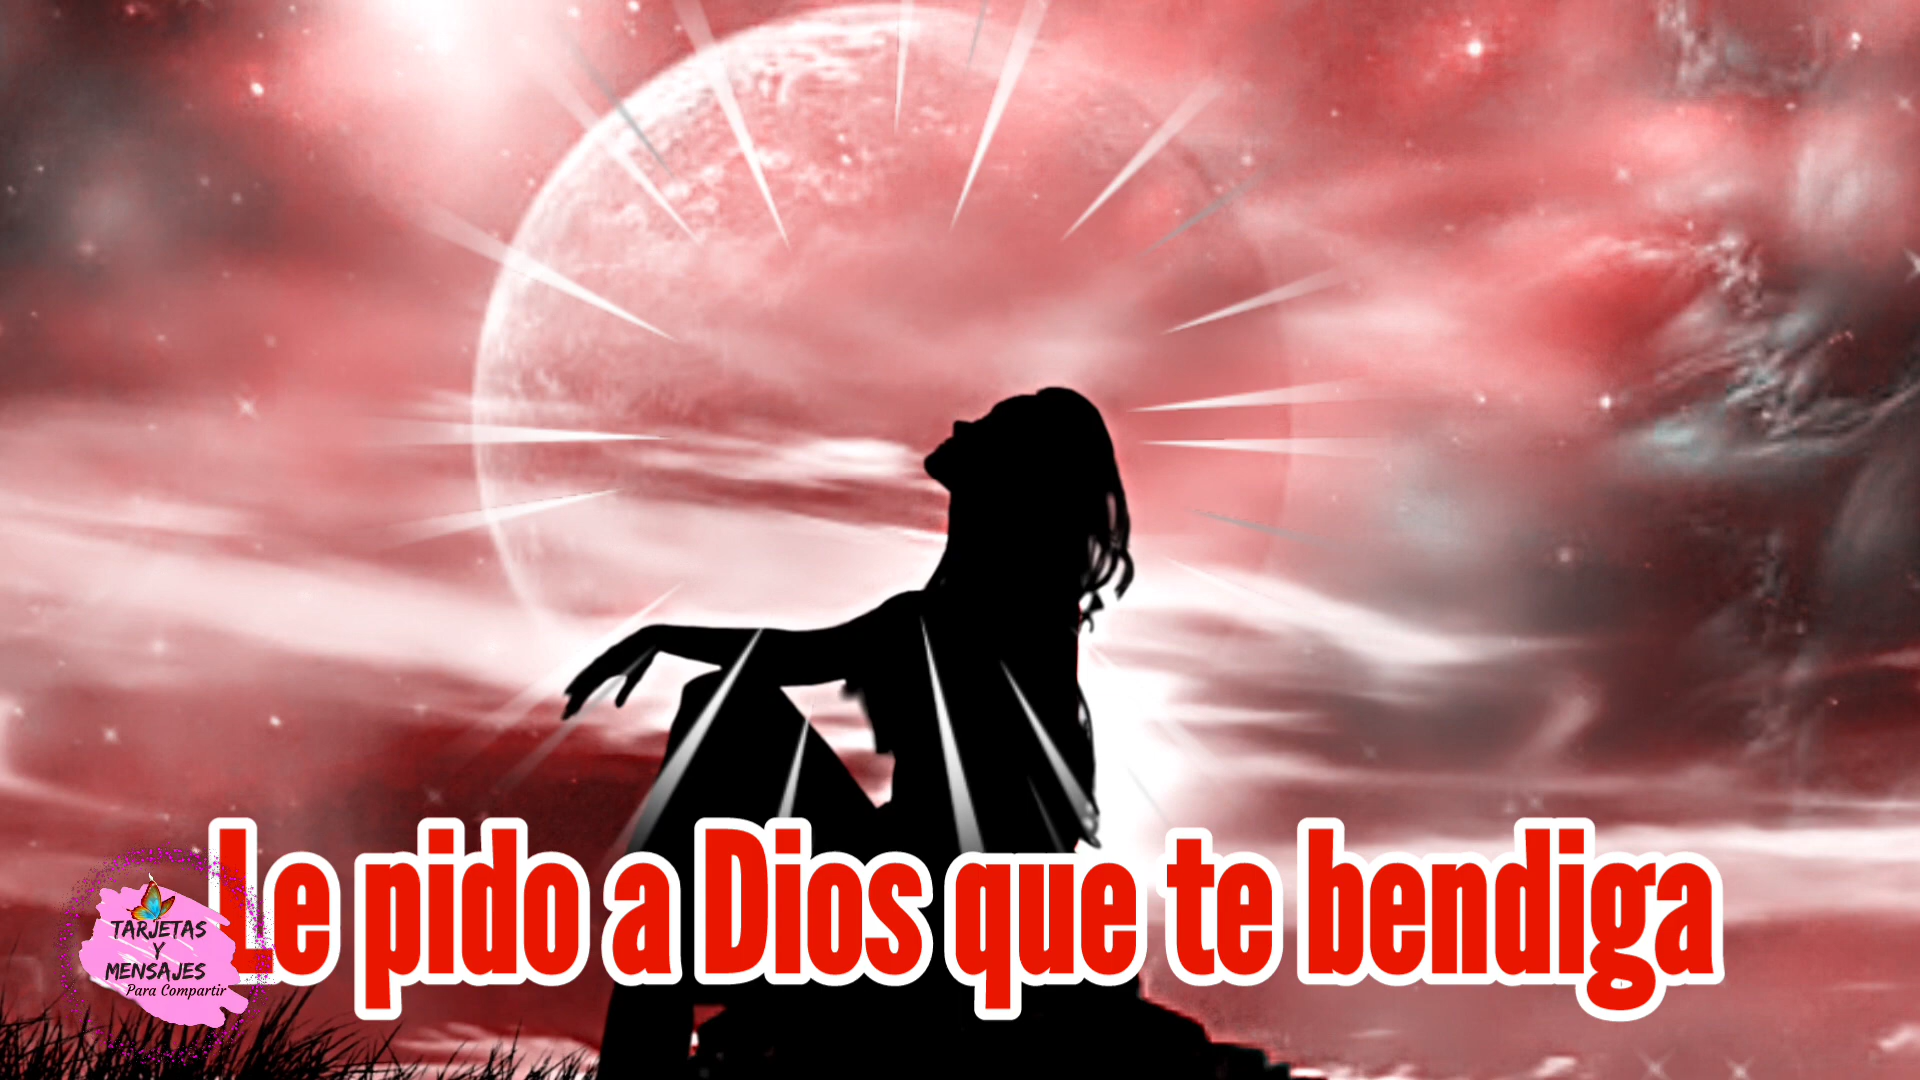 Le pido a Dios que te bendiga
TARJETAS
Y
MENSAJES
Para Compartir